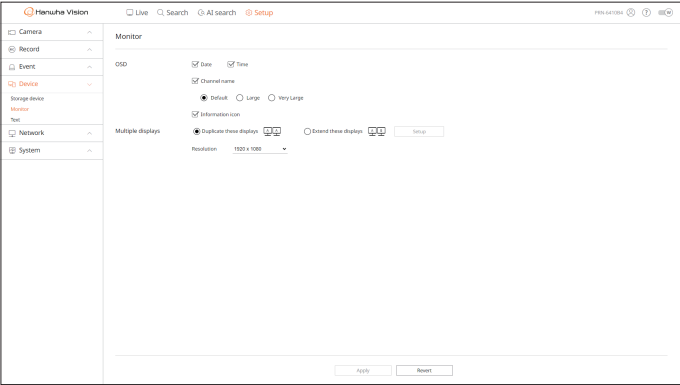 Hanwha Vision
Live Search AI search Setup
PRN-6410B4
Camera
Record
Event
Device
Storage device
Monitor
Text
Network
System
Monitor
OSD Date Time
Channel name
Default Large Very Large
Information icon
Multiple displays Duplicate these displays Extend these displays Setup
Resolution 1920 x 1080
Apply Revert